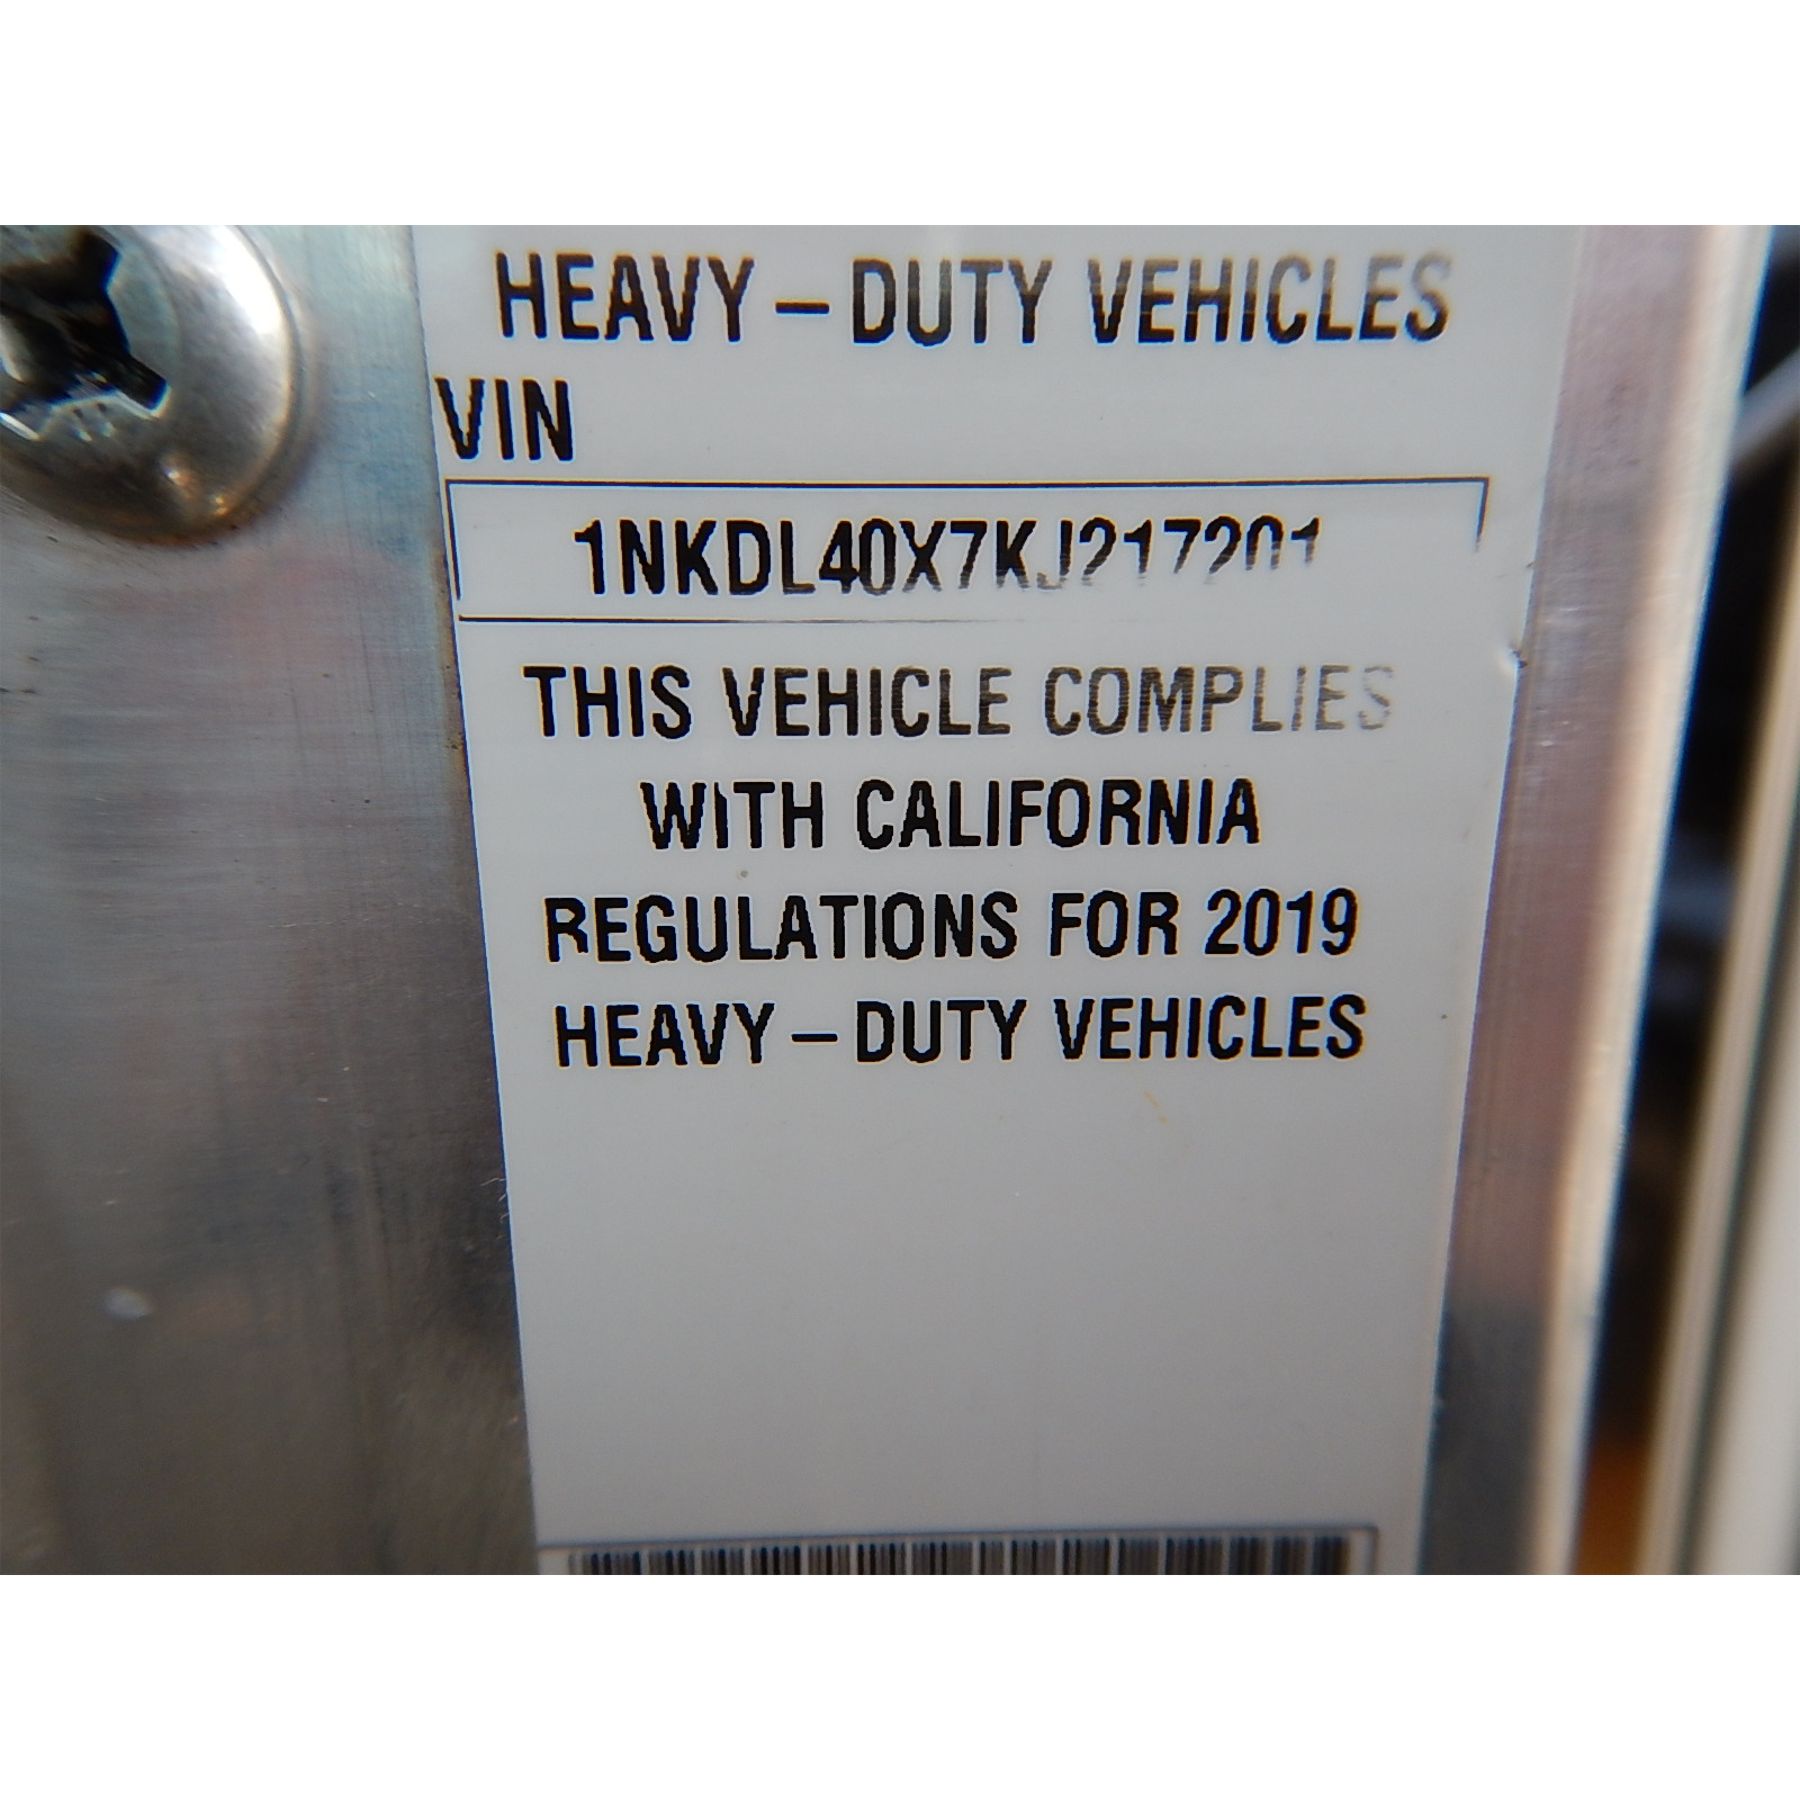 HEAVY – DUTY VEHICLES
VIN
1NKDL40X7KJ217201
THIS VEHICLE COMPLIES
WITH CALIFORNIA
REGULATIONS FOR 2019
HEAVY – DUTY VEHICLES